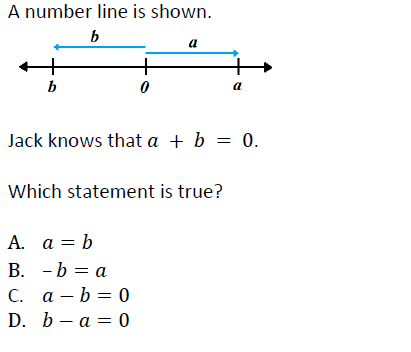 A number line is shown.
b a
b 0 a
Jack knows that a + b = 0.
Which statement is true?
A. a = b
B. - b = a
C. a – b = 0
D. b – a = 0